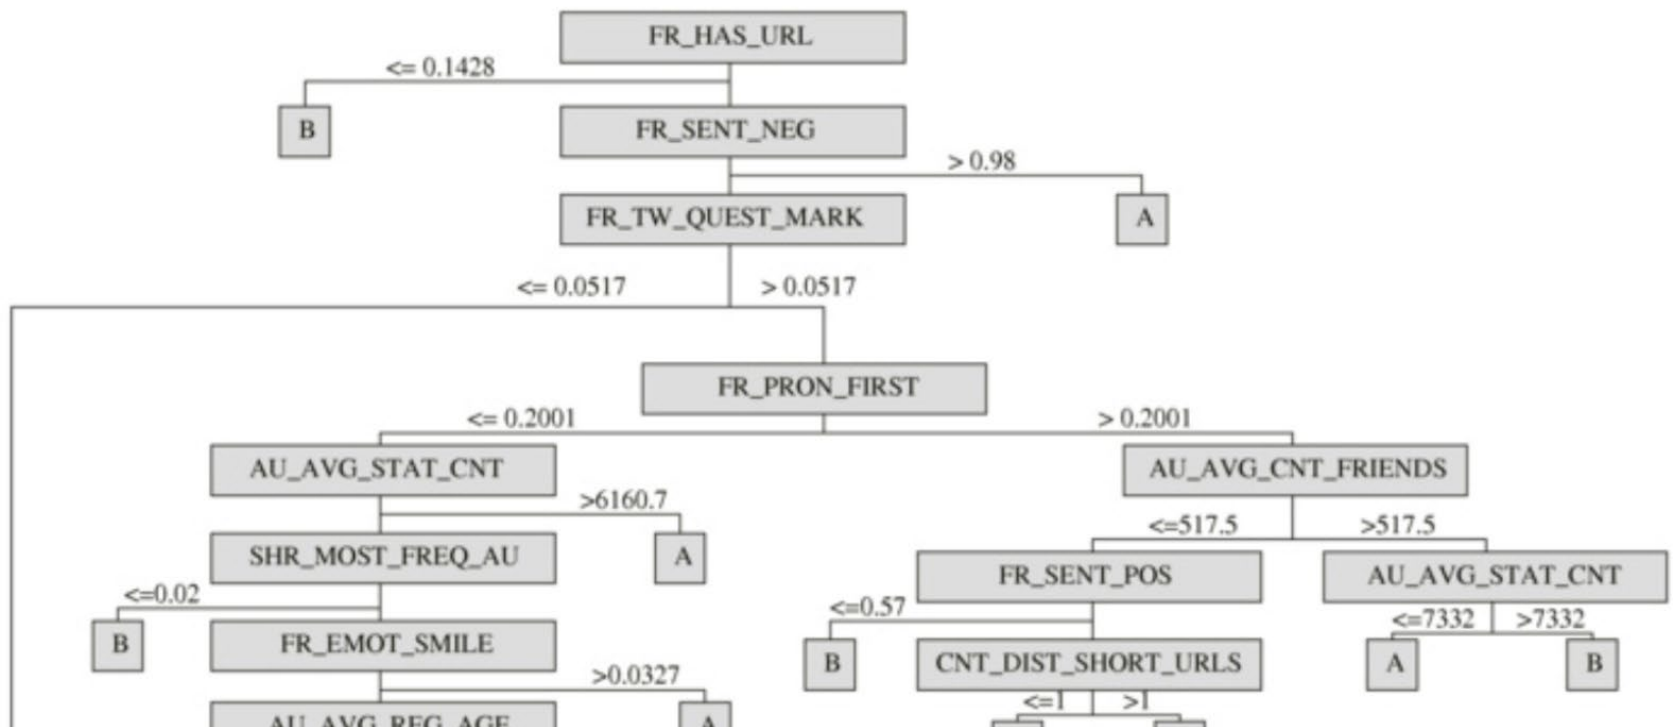 FR_HAS_URL
<= 0.1428
B
FR_SENT_NEG
> 0.98
FR_TW_QUEST_MARK
A
<= 0.0517
> 0.0517
FR_PRON_FIRST
<= 0.2001
> 0.2001
AU_AVG_STAT_CNT
AU_AVG_CNT_FRIENDS
>6160.7
<=517.5
>517.5
SHR_MOST_FREQ_AU
A
FR_SENT_POS
AU_AVG_STAT_CNT
<=0.02
<=0.57
<=7332
>7332
B
FR_EMOT_SMILE
B
CNT_DIST_SHORT_URLS
A
B
>0.0327
<=1
>1
AU_AVG_REG_AGE
A